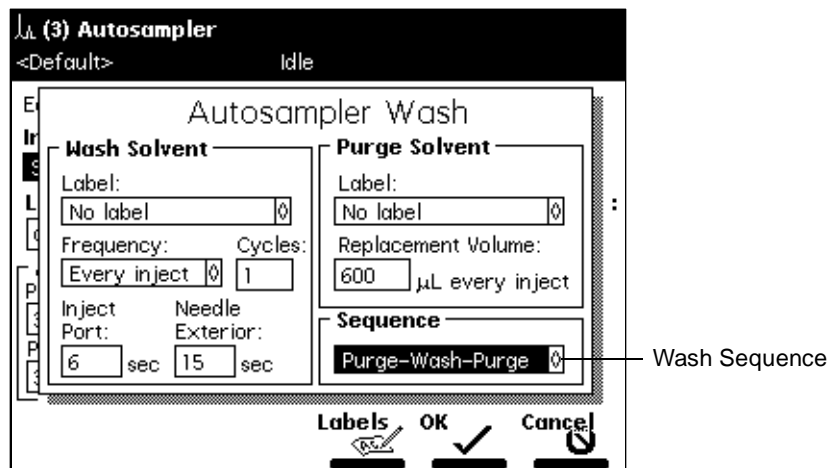 (3) Autosampler
<Default> Idle
Autosampler Wash
Wash Solvent
Label:
No label
Frequency: Cycles:
Every inject 1
Inject Port: Needle Exterior:
6 sec 15 sec
Purge Solvent
Label:
No label
Replacement Volume:
600 µL every inject
Sequence
Purge-Wash-Purge
Wash Sequence
Labels OK Cancel